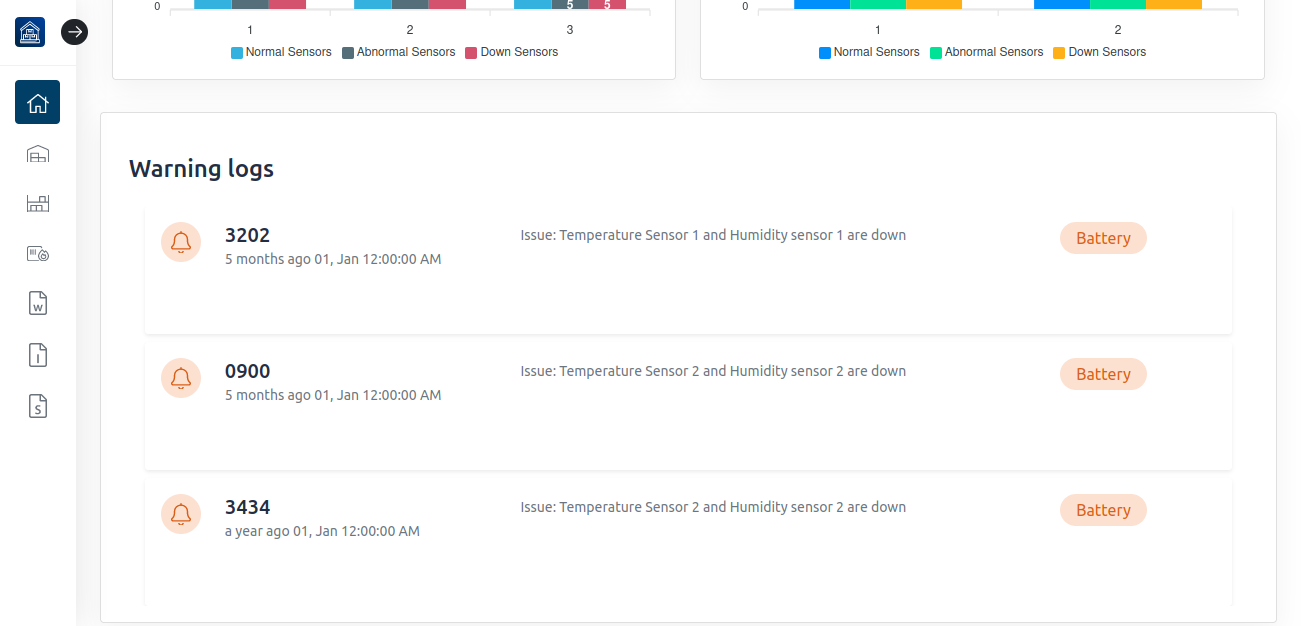 0
5 5
1 2 3
Normal Sensors Abnormal Sensors Down Sensors
0
1 2
Normal Sensors Abnormal Sensors Down Sensors
W
I
S
Warning logs
3202
5 months ago 01, Jan 12:00:00 AM
Issue: Temperature Sensor 1 and Humidity sensor 1 are down
Battery
0900
5 months ago 01, Jan 12:00:00 AM
Issue: Temperature Sensor 2 and Humidity sensor 2 are down
Battery
3434
a year ago 01, Jan 12:00:00 AM
Issue: Temperature Sensor 2 and Humidity sensor 2 are down
Battery